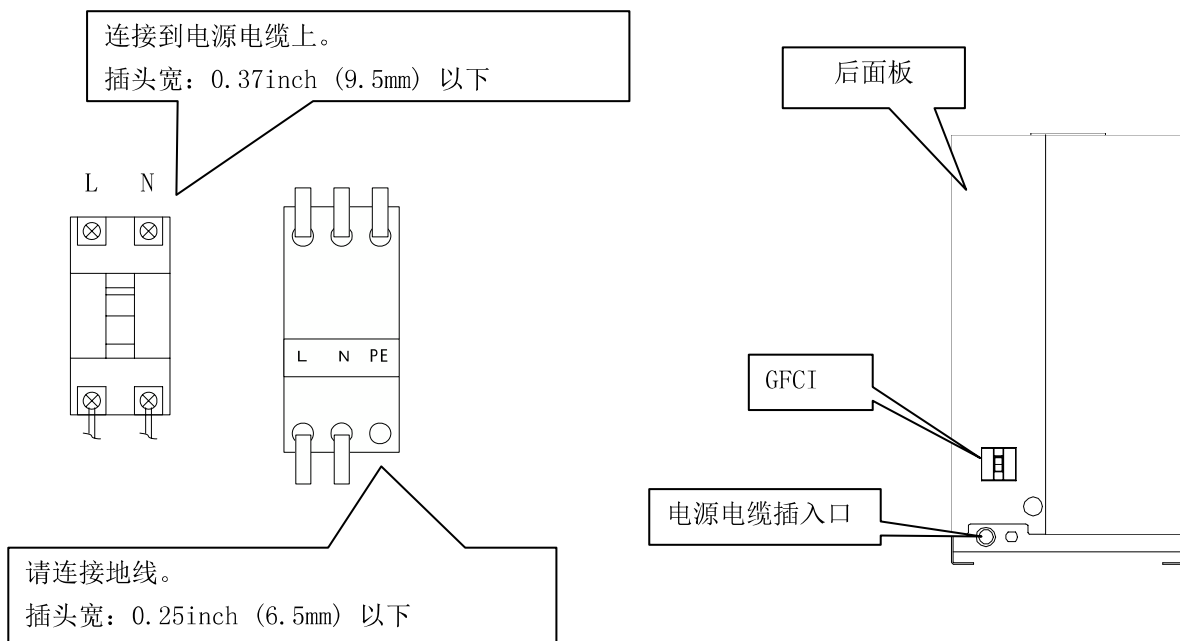 连接到电源电缆上。
插头宽：0.37inch (9.5mm) 以下
后面板
L N
L N PE
GFCI
电源电缆插入口
请连接地线。
插头宽：0.25inch (6.5mm) 以下